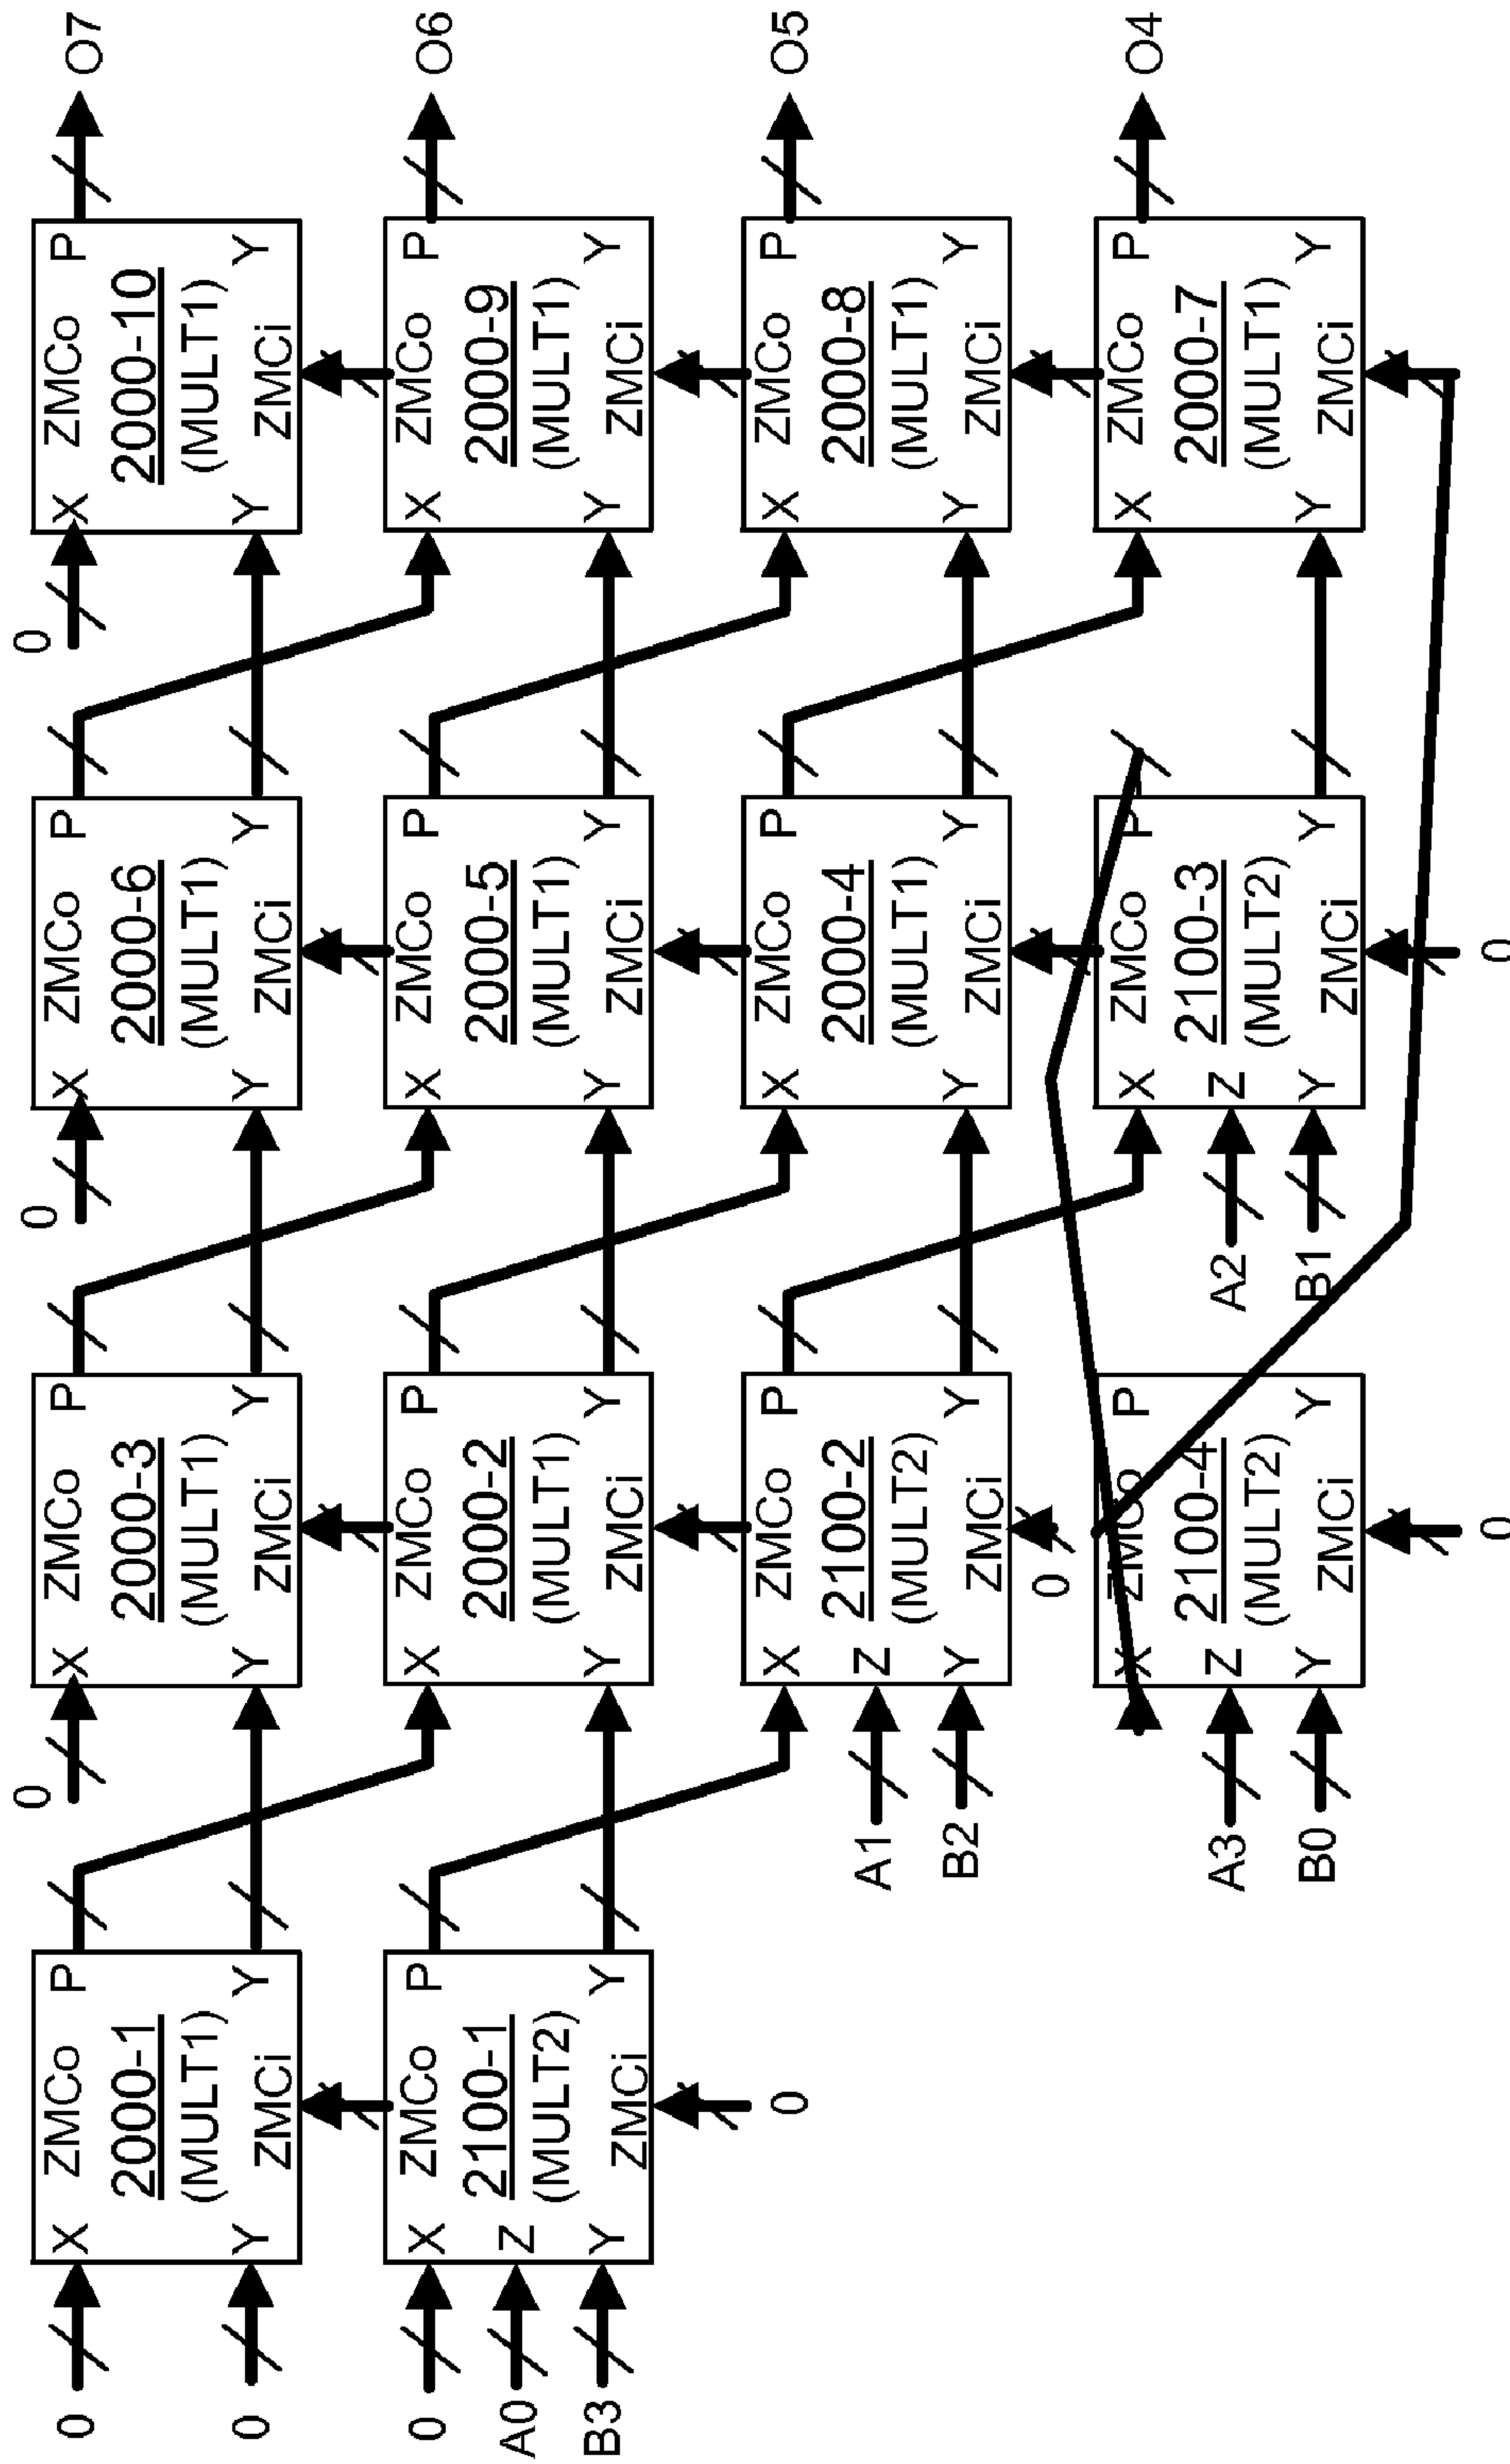 O7
O6
O5
O4
P
ZMCo
X
2000-10
(MULT1)
Y
ZMCi
Y
P
ZMCo
X
2000-9
(MULT1)
Y
ZMCi
Y
P
ZMCo
X
2000-8
(MULT1)
Y
ZMCi
Y
P
ZMCo
X
2000-7
(MULT1)
Y
ZMCi
Y
0
P
ZMCo
X
2000-6
(MULT1)
Y
ZMCi
Y
P
ZMCo
X
2000-5
(MULT1)
Y
ZMCi
Y
P
ZMCo
X
2000-4
(MULT1)
Y
ZMCi
Y
P
ZMCo
X
2100-3
Z
(MULT2)
Y
ZMCi
Y
0
0
A2
B1
P
ZMCo
X
2000-3
(MULT1)
Y
ZMCi
Y
P
ZMCo
X
2000-2
(MULT1)
Y
ZMCi
Y
P
ZMCo
X
2100-2
Z
(MULT2)
Y
ZMCi
Y
0
P
ZMCo
X
2100-4
Z
(MULT2)
Y
ZMCi
Y
0
0
A1
B2
A3
B0
P
ZMCo
X
2000-1
(MULT1)
Y
ZMCi
Y
P
ZMCo
X
2100-1
Z
(MULT2)
Y
ZMCi
Y
0
0
0
0
A0
B3